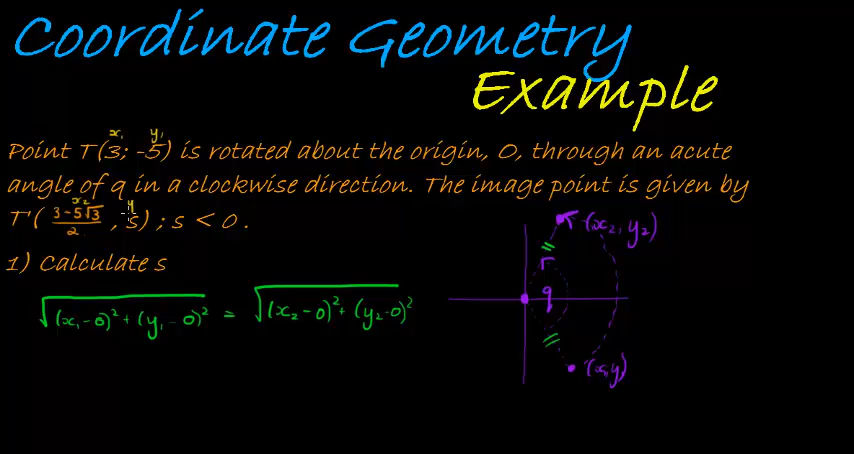 Coordinate Geometry
Example
x₁ y₁
Point T(3; -5) is rotated about the origin, O, through an acute
angle of q in a clockwise direction. The image point is given by
x₂ y
T'( (3-5√3)/2 , s) ; s < 0.
(x₂, y₂)
1) Calculate s
r
q
√((x₁-0)²+(y₁-0)²) = √((x₂-0)²+(y₂-0)²)